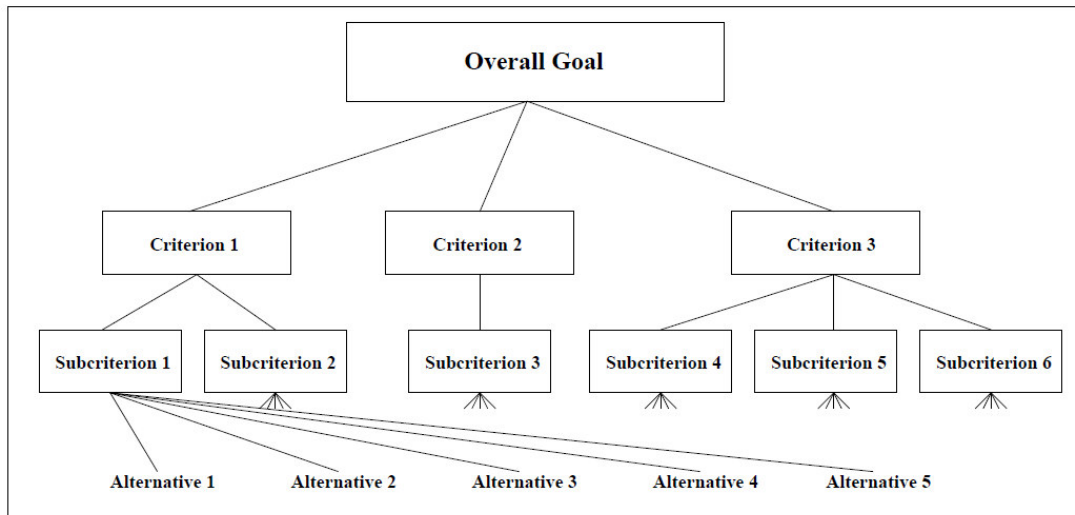 Overall Goal
Criterion 1
Criterion 2
Criterion 3
Subcriterion 1
Subcriterion 2
Subcriterion 3
Subcriterion 4
Subcriterion 5
Subcriterion 6
Alternative 1
Alternative 2
Alternative 3
Alternative 4
Alternative 5